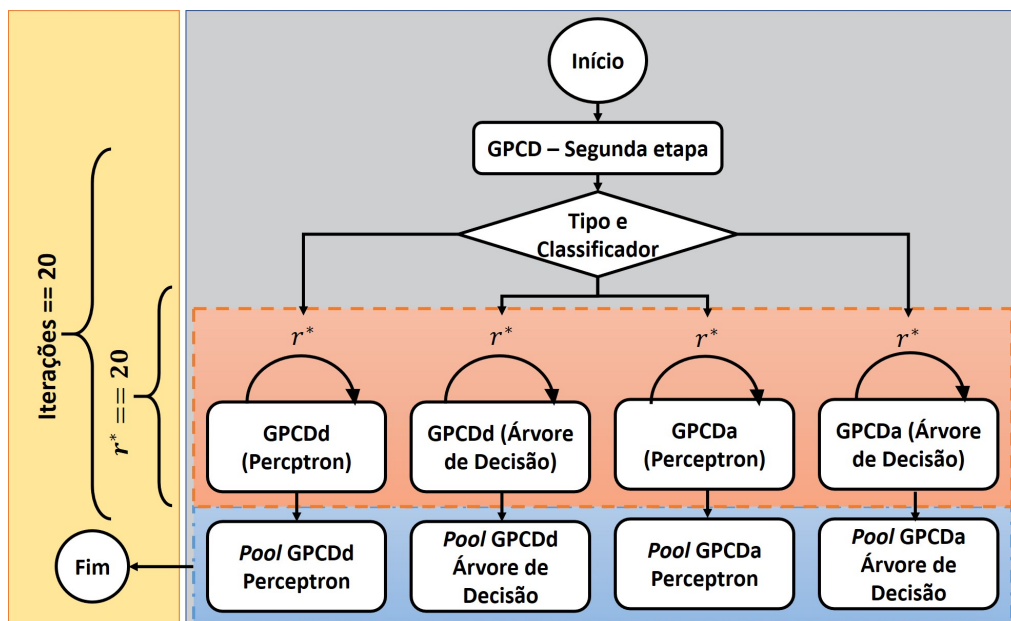 Início
GPCD – Segunda etapa
Tipo e
Classificador
Iterações == 20
r* == 20
r*
r*
r*
r*
GPCDd
(Percptron)
GPCDd (Árvore
de Decisão)
GPCDa
(Perceptron)
GPCDa (Árvore
de Decisão)
Pool GPCDd
Perceptron
Pool GPCDd
Árvore de
Decisão
Pool GPCDa
Perceptron
Pool GPCDa
Árvore de
Decisão
Fim